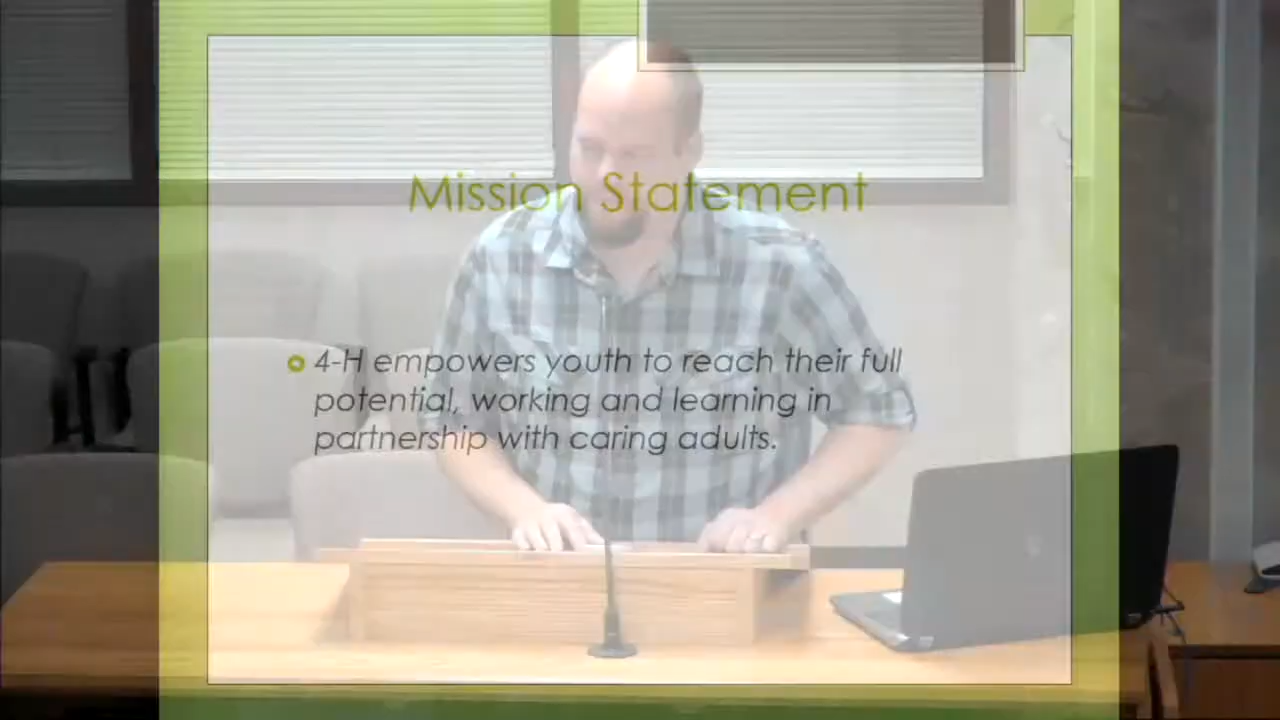 Mission Statement
4-H empowers youth to reach their full
potential, working and learning in
partnership with caring adults.